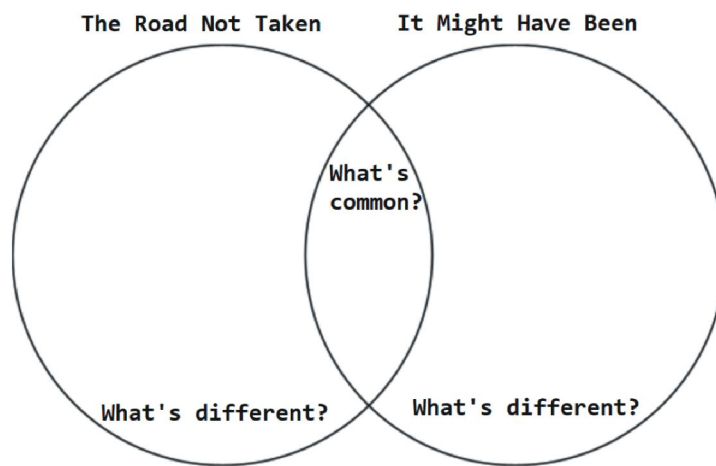 The Road Not Taken
It Might Have Been
What's
common?
What's different?
What's different?